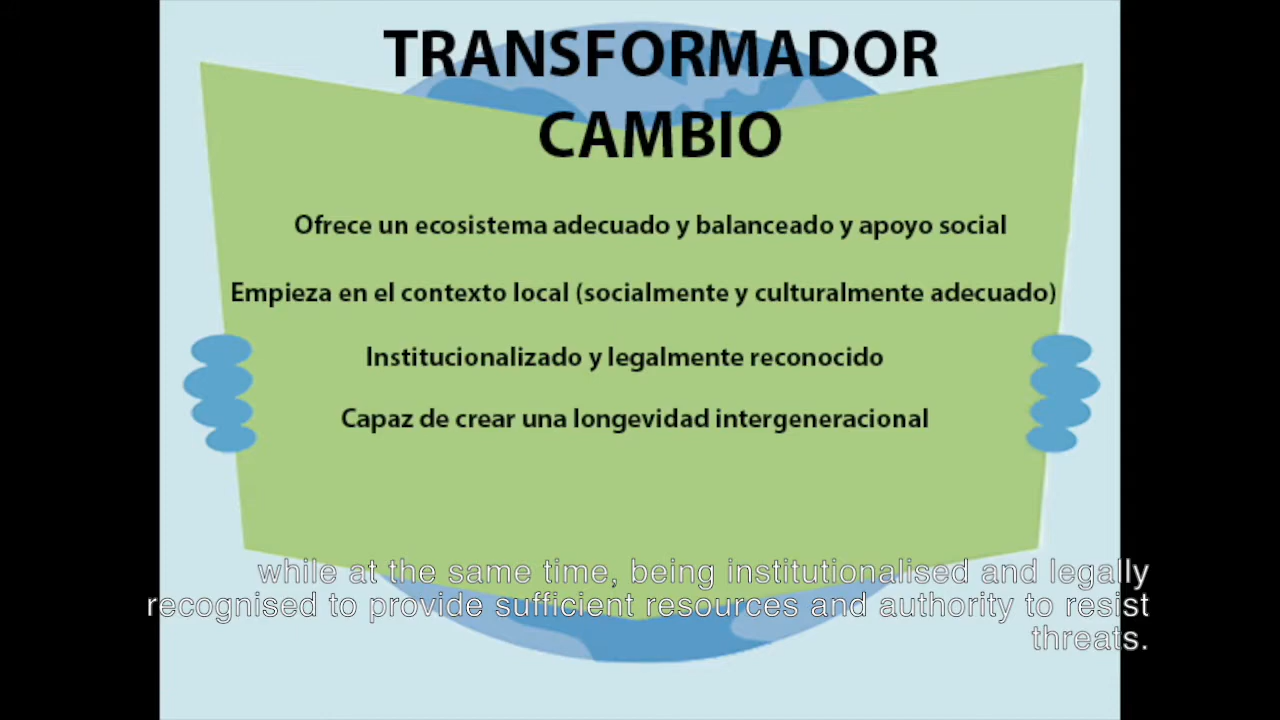 TRANSFORMADOR
CAMBIO
Ofrece un ecosistema adecuado y balanceado y apoyo social
Empieza en el contexto local (socialmente y culturalmente adecuado)
Institucionalizado y legalmente reconocido
Capaz de crear una longevidad intergeneracional
while at the same time, being institutionalised and legally
recognised to provide sufficient resources and authority to resist
threats.